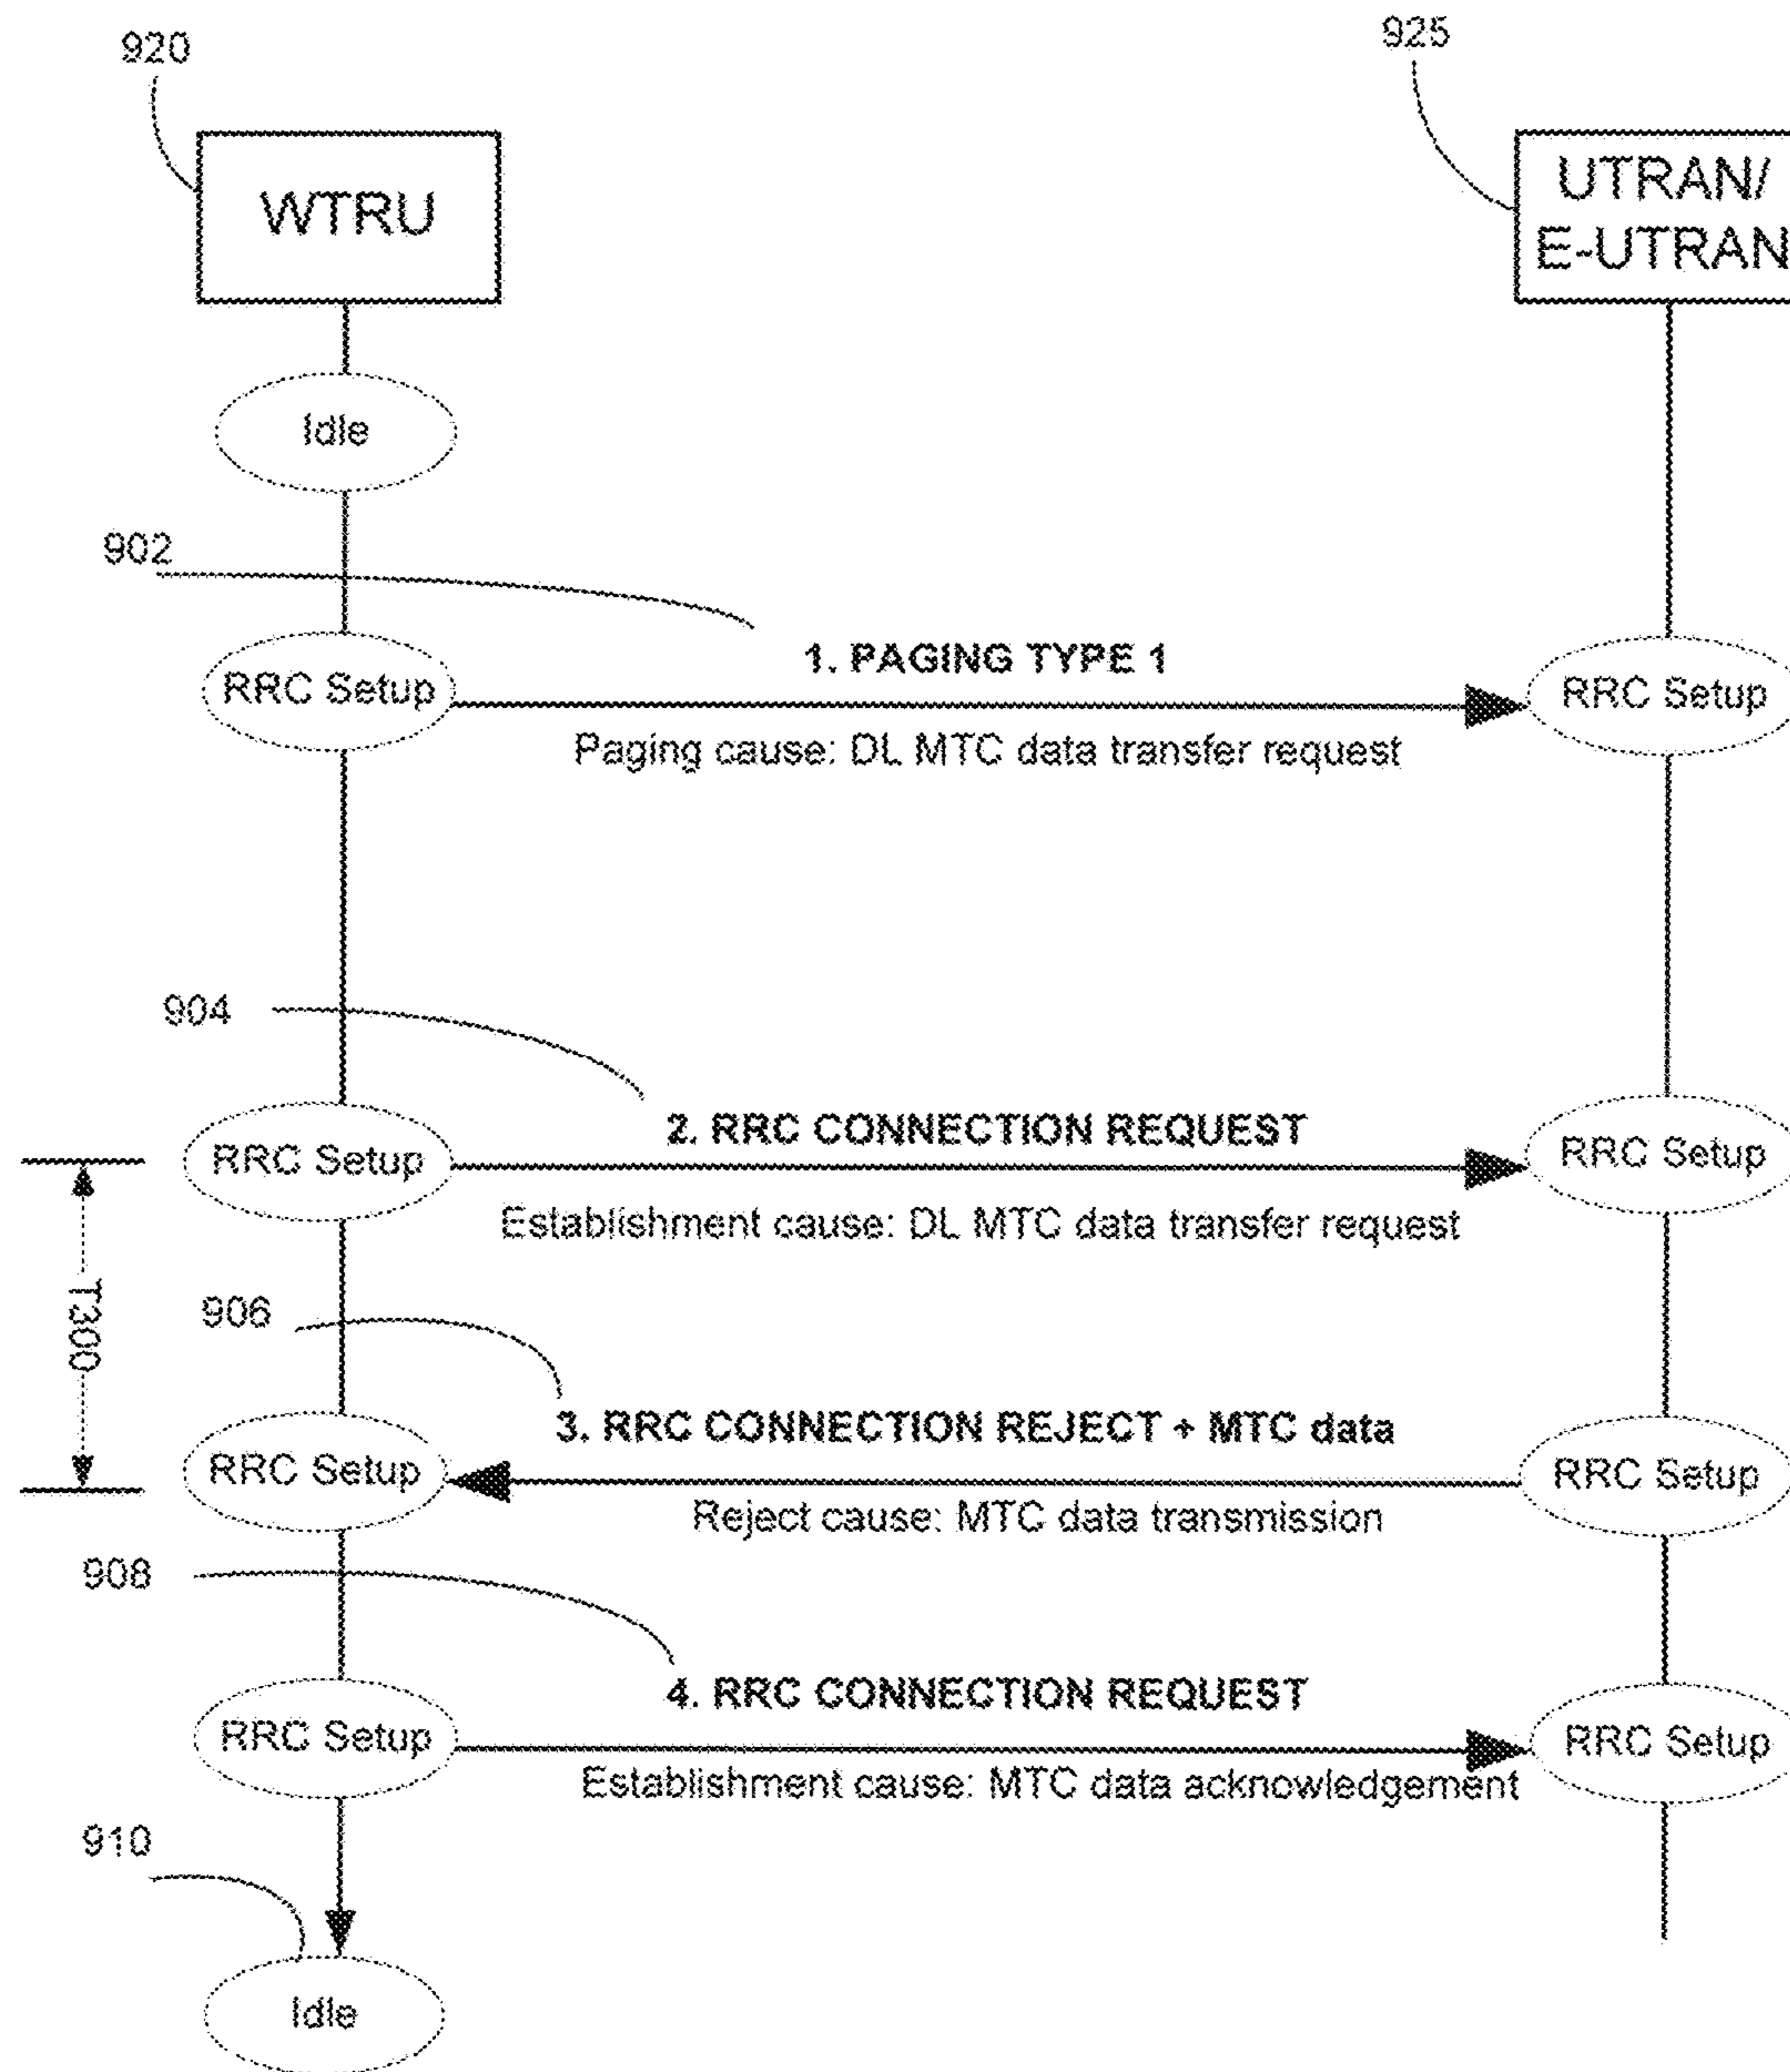 920
925
WTRU
UTRAN/
E-UTRAN
Idle
902
1. PAGING TYPE 1
RRC Setup
RRC Setup
Paging cause: DL MTC data transfer request
904
2. RRC CONNECTION REQUEST
RRC Setup
RRC Setup
Establishment cause: DL MTC data transfer request
T300
906
3. RRC CONNECTION REJECT + MTC data
RRC Setup
RRC Setup
Reject cause: MTC data transmission
908
4. RRC CONNECTION REQUEST
RRC Setup
RRC Setup
Establishment cause: MTC data acknowledgement
910
Idle